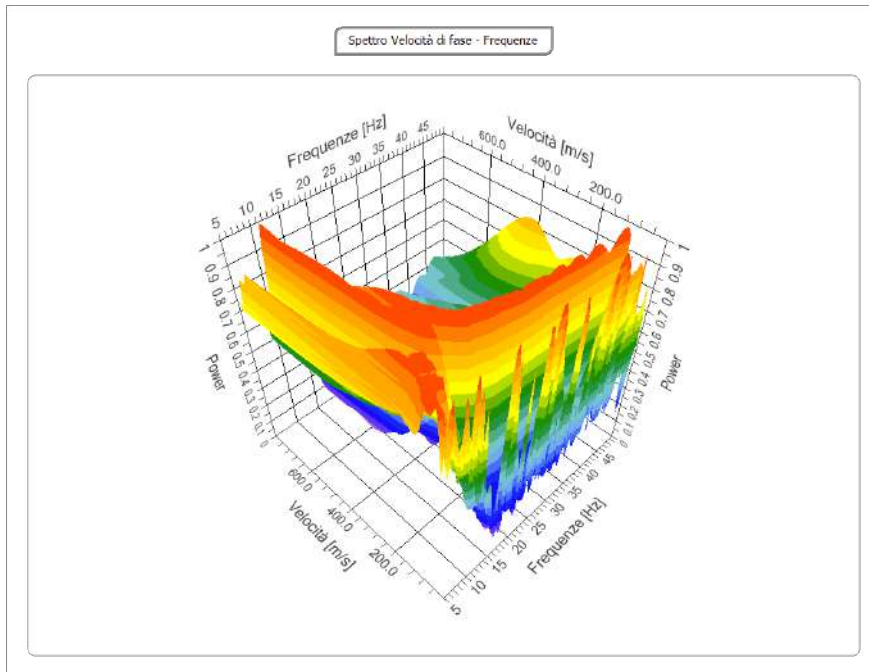 Spettro Velocità di fase - Frequenze
Frequenze [Hz]
5 10 15 20 25 30 35 40 45
Velocità [m/s]
600.0 400.0 200.0
Power
1 0.9 0.8 0.7 0.6 0.5 0.4 0.3 0.2 0.1 0
Power
1 0.9 0.8 0.7 0.6 0.5 0.4 0.3 0.2 0.1 0
Velocità [m/s]
600.0 400.0 200.0
Frequenze [Hz]
5 10 15 20 25 30 35 40 45